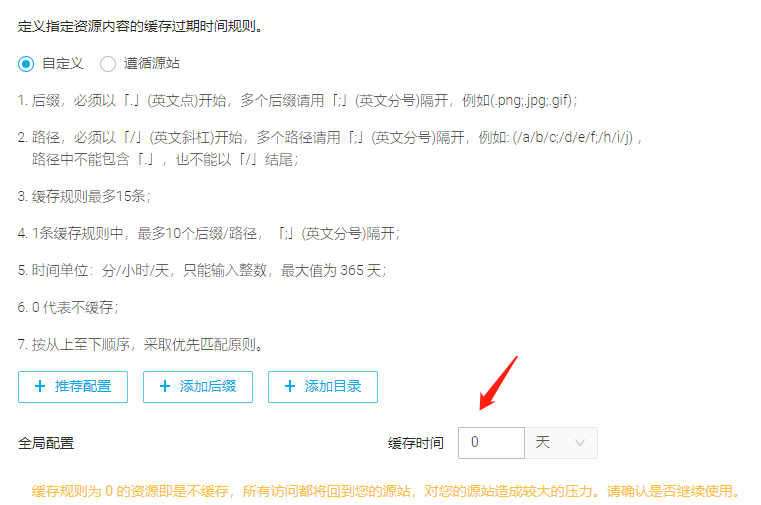 定义指定资源内容的缓存过期时间规则。
自定义 遵循源站
1. 后缀，必须以「.」(英文点)开始，多个后缀请用「;」(英文分号)隔开，例如(.png;.jpg;.gif)；
2. 路径，必须以「/」(英文斜杠)开始，多个路径请用「;」(英文分号)隔开，例如: (/a/b/c;/d/e/f;/h/i/j) ，
路径中不能包含「.」，也不能以「/」结尾；
3. 缓存规则最多15条；
4. 1条缓存规则中，最多10个后缀/路径，「;」(英文分号)隔开；
5. 时间单位：分/小时/天，只能输入整数，最大值为 365 天；
6. 0 代表不缓存；
7. 按从上至下顺序，采取优先匹配原则。
+ 推荐配置 + 添加后缀 + 添加目录
全局配置 缓存时间 0 天
缓存规则为 0 的资源即是不缓存，所有访问都将回到您的源站，对您的源站造成较大的压力。请确认是否继续使用。